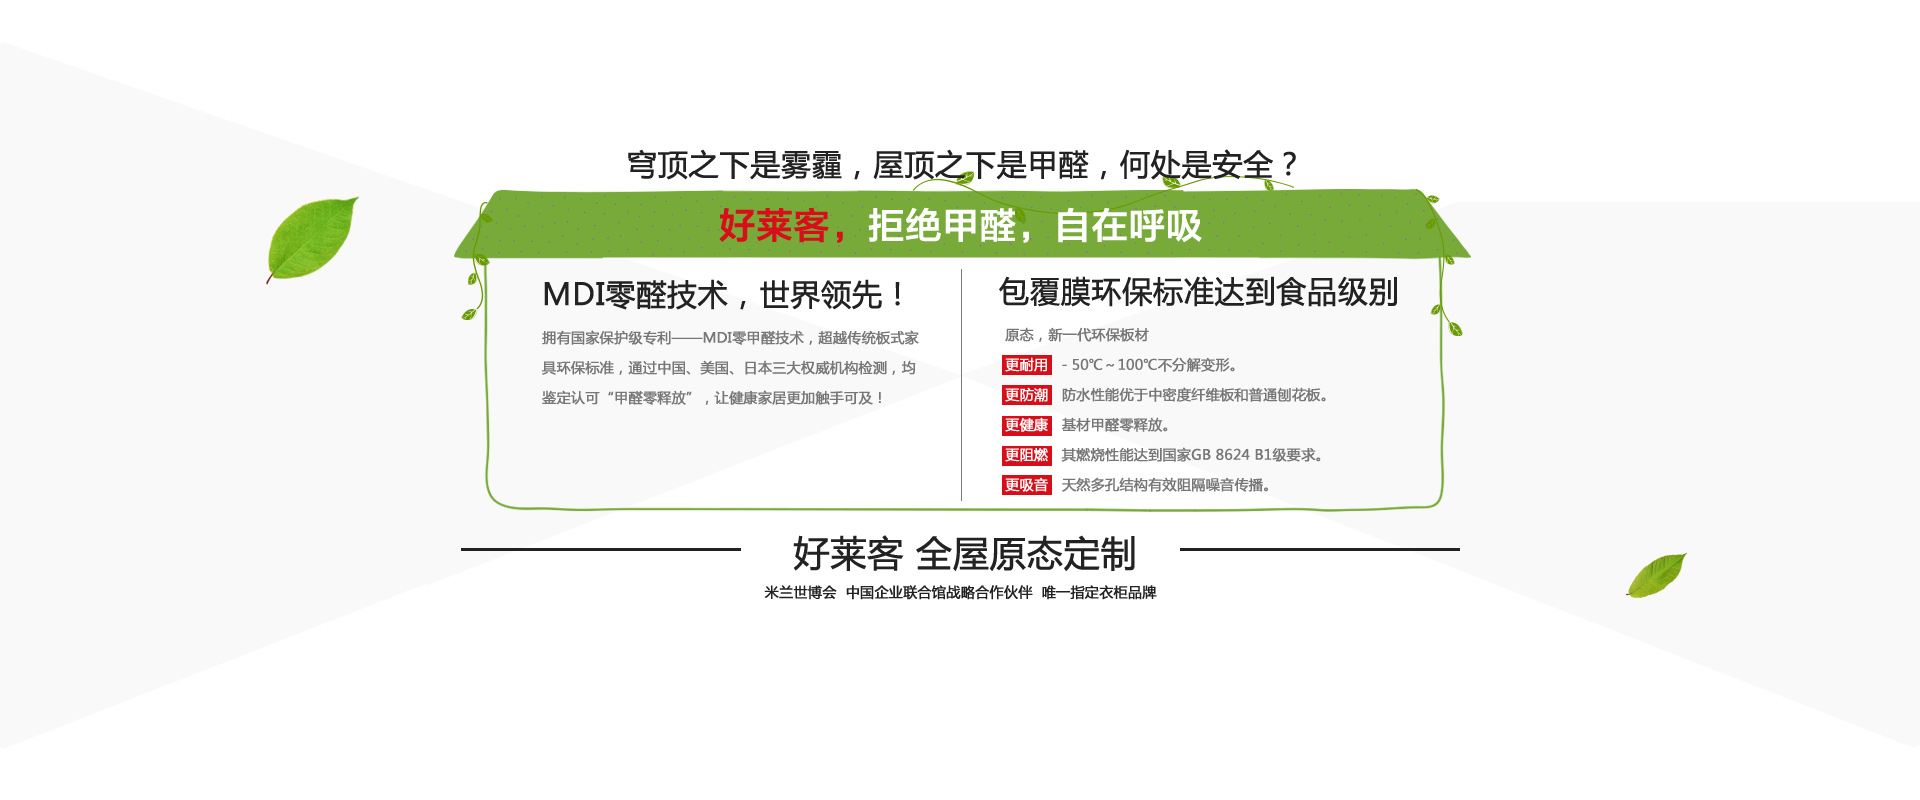 穹顶之下是雾霾，屋顶之下是甲醛，何处是安全？
好莱客，拒绝甲醛，自在呼吸
MDI零醛技术，世界领先！
拥有国家保护级专利——MDI零甲醛技术，超越传统板式家
具环保标准，通过中国、美国、日本三大权威机构检测，均
鉴定认可“甲醛零释放”，让健康家居更加触手可及！
包覆膜环保标准达到食品级别
原态，新一代环保板材
更耐用 - 50℃～100℃不分解变形。
更防潮 防水性能优于中密度纤维板和普通刨花板。
更健康 基材甲醛零释放。
更阻燃 其燃烧性能达到国家GB 8624 B1级要求。
更吸音 天然多孔结构有效阻隔噪音传播。
好莱客 全屋原态定制
米兰世博会 中国企业联合馆战略合作伙伴 唯一指定衣柜品牌